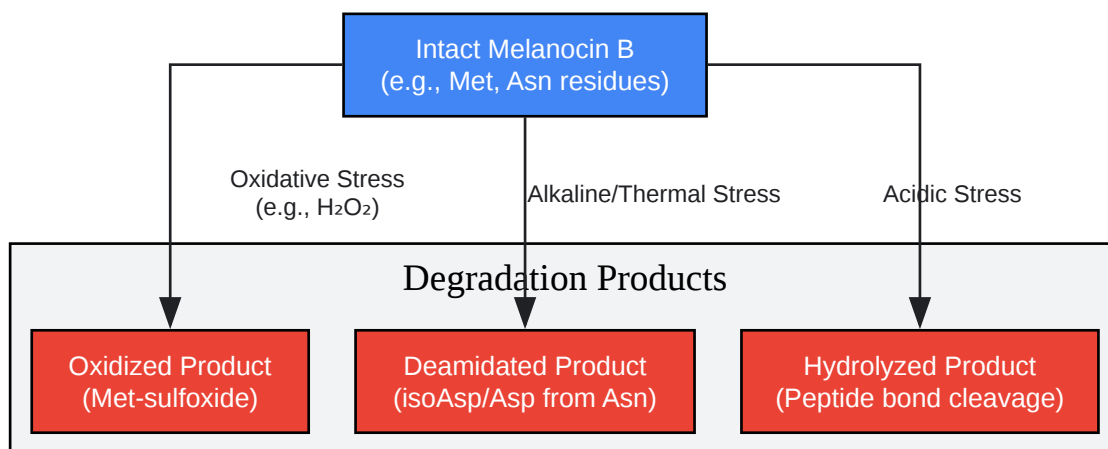 Intact Melanocin B
(e.g., Met, Asn residues)
Oxidative Stress
(e.g., H₂O₂)
Alkaline/Thermal Stress
Acidic Stress
Degradation Products
Oxidized Product
(Met-sulfoxide)
Deamidated Product
(isoAsp/Asp from Asn)
Hydrolyzed Product
(Peptide bond cleavage)